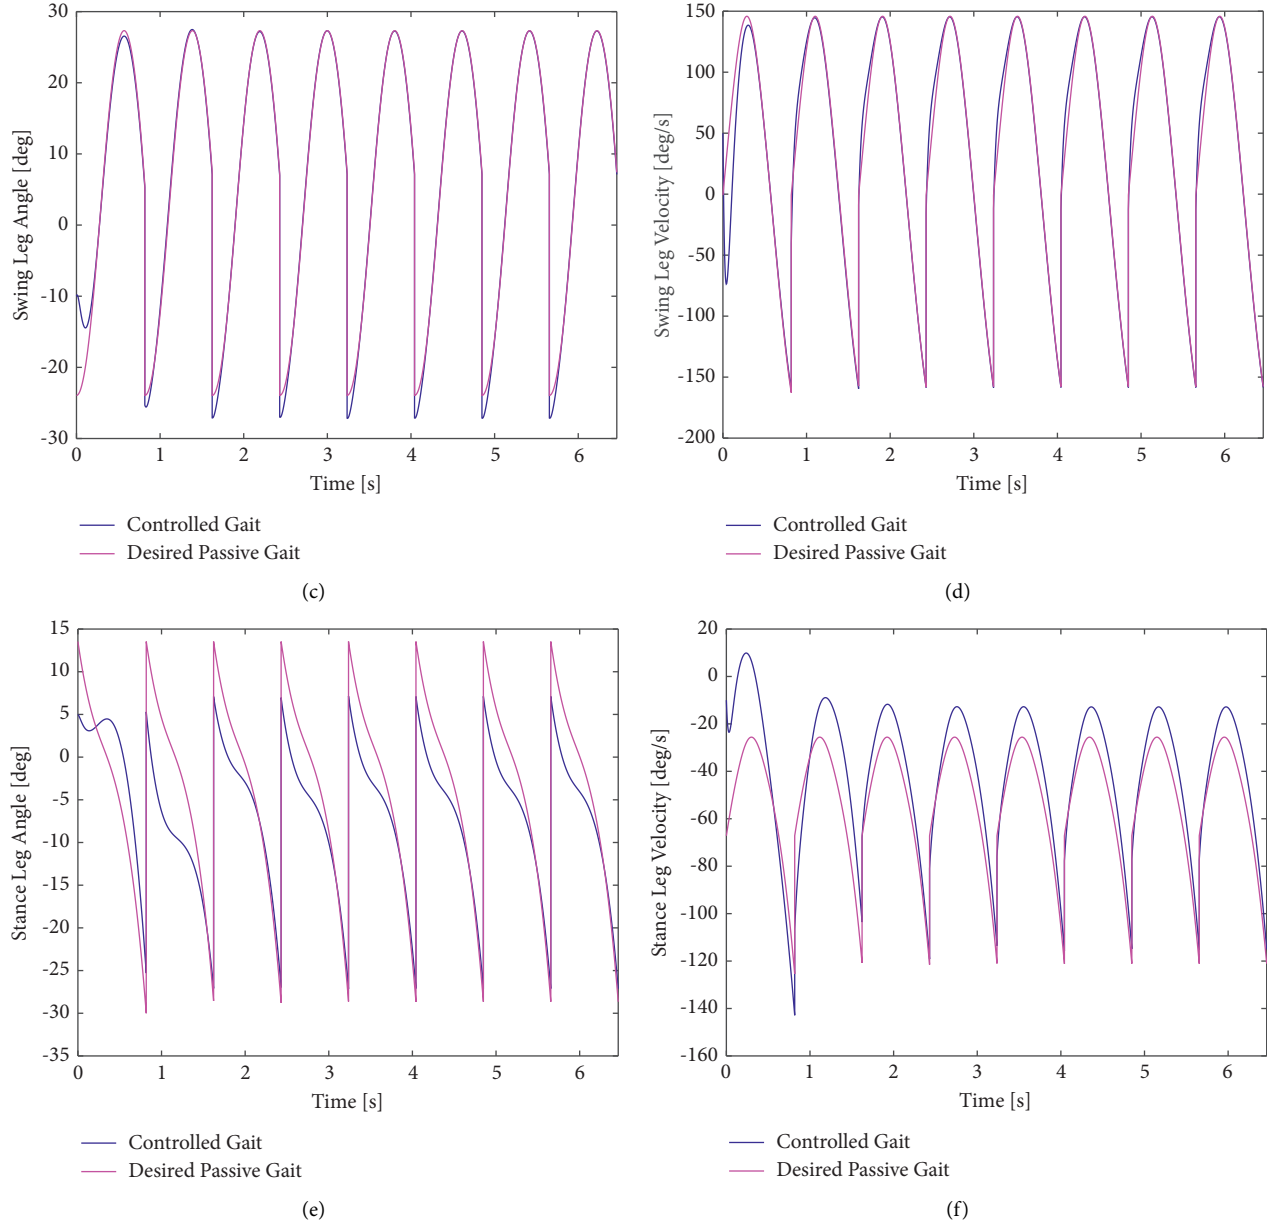 30
20
10
0
-10
-20
-30
Swing Leg Angle [deg]
0 1 2 3 4 5 6
Time [s]
Controlled Gait
Desired Passive Gait
(c)
150
100
50
0
-50
-100
-150
-200
Swing Leg Velocity [deg/s]
0 1 2 3 4 5 6
Time [s]
Controlled Gait
Desired Passive Gait
(d)
15
10
5
0
-5
-10
-15
-20
-25
-30
-35
Stance Leg Angle [deg]
0 1 2 3 4 5 6
Time [s]
Controlled Gait
Desired Passive Gait
(e)
20
0
-20
-40
-60
-80
-100
-120
-140
-160
Stance Leg Velocity [deg/s]
0 1 2 3 4 5 6
Time [s]
Controlled Gait
Desired Passive Gait
(f)